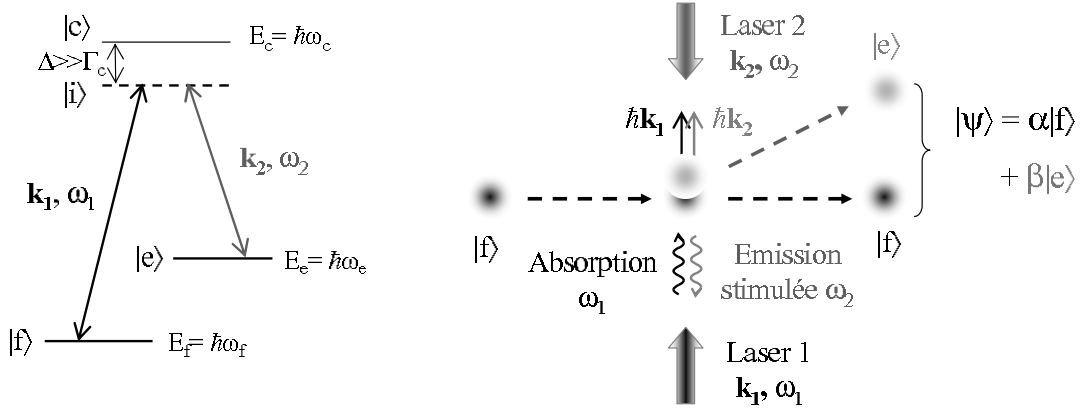 |c⟩
E_c = ℏω_c
Δ>>Γ_c
|i⟩
k_2, ω_2
k_1, ω_1
|e⟩
E_e = ℏω_e
|f⟩
E_f = ℏω_f
Laser 2
k_2, ω_2
|e⟩
ℏk_1
ℏk_2
|ψ⟩ = α|f⟩
+ β|e⟩
|f⟩
|f⟩
Absorption
ω_1
Emission
stimulée ω_2
Laser 1
k_1, ω_1